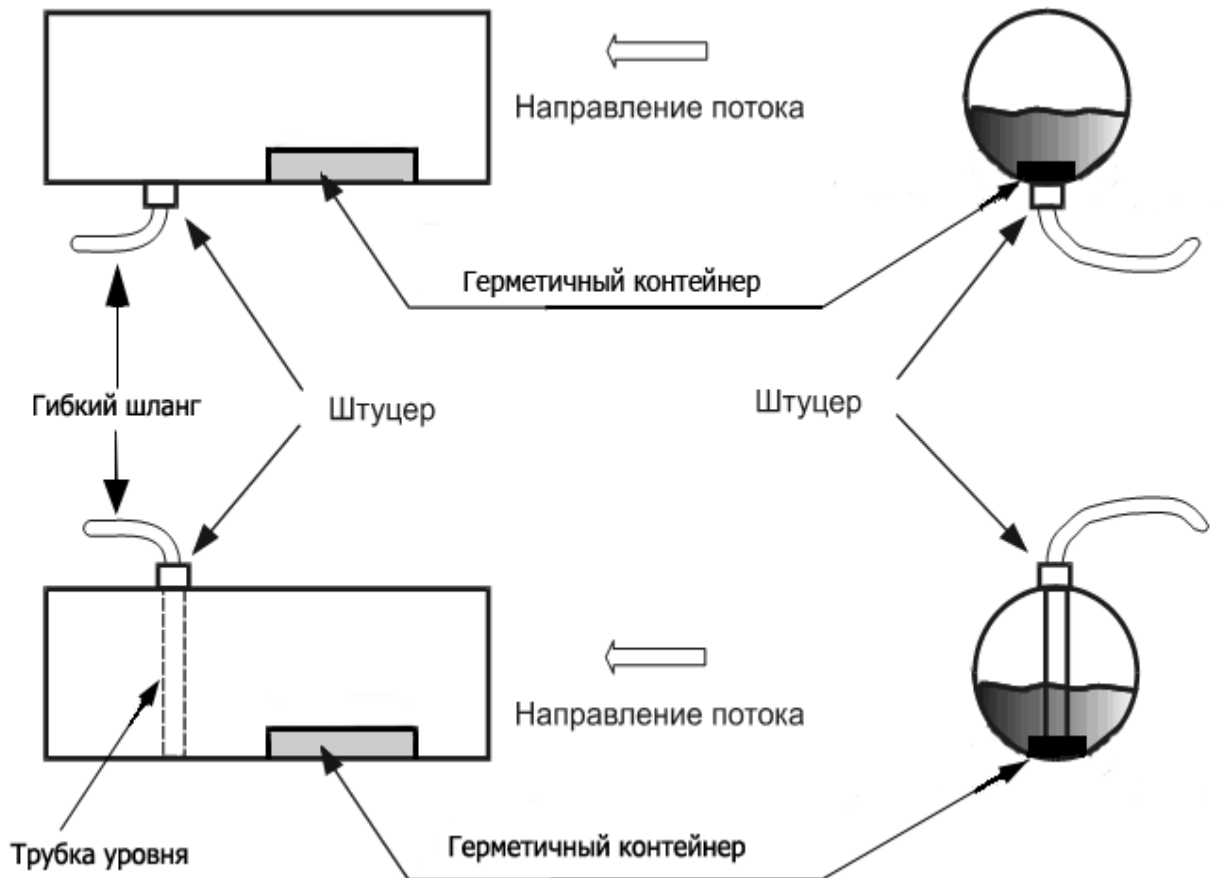 Направление потока
Герметичный контейнер
Гибкий шланг
Штуцер
Штуцер
Направление потока
Трубка уровня
Герметичный контейнер